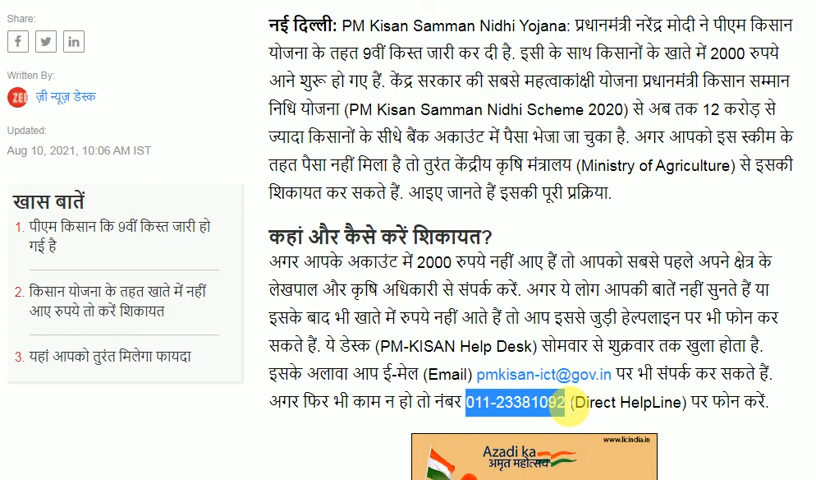 Share:
Written By:
ZEE
ज़ी न्यूज़ डेस्क
Updated:
Aug 10, 2021, 10:06 AM IST
खास बातें
1. पीएम किसान कि 9वीं किस्त जारी हो
गई है
2. किसान योजना के तहत खाते में नहीं
आए रुपये तो करें शिकायत
3. यहां आपको तुरंत मिलेगा फायदा
नई दिल्ली: PM Kisan Samman Nidhi Yojana: प्रधानमंत्री नरेंद्र मोदी ने पीएम किसान
योजना के तहत 9वीं किस्त जारी कर दी है. इसी के साथ किसानों के खाते में 2000 रुपये
आने शुरू हो गए हैं. केंद्र सरकार की सबसे महत्वाकांक्षी योजना प्रधानमंत्री किसान सम्मान
निधि योजना (PM Kisan Samman Nidhi Scheme 2020) से अब तक 12 करोड़ से
ज्यादा किसानों के सीधे बैंक अकाउंट में पैसा भेजा जा चुका है. अगर आपको इस स्कीम के
तहत पैसा नहीं मिला है तो तुरंत केंद्रीय कृषि मंत्रालय (Ministry of Agriculture) से इसकी
शिकायत कर सकते हैं. आइए जानते हैं इसकी पूरी प्रक्रिया.
कहां और कैसे करें शिकायत?
अगर आपके अकाउंट में 2000 रुपये नहीं आए हैं तो आपको सबसे पहले अपने क्षेत्र के
लेखपाल और कृषि अधिकारी से संपर्क करें. अगर ये लोग आपकी बातें नहीं सुनते हैं या
इसके बाद भी खाते में रुपये नहीं आते हैं तो आप इससे जुड़ी हेल्पलाइन पर भी फोन कर
सकते हैं. ये डेस्क (PM-KISAN Help Desk) सोमवार से शुक्रवार तक खुला होता है.
इसके अलावा आप ई-मेल (Email) pmkisan-ict@gov.in पर भी संपर्क कर सकते हैं.
अगर फिर भी काम न हो तो नंबर 011-23381092 (Direct HelpLine) पर फोन करें.
www.licindia.in
Azadi ka
अमृत महोत्सव